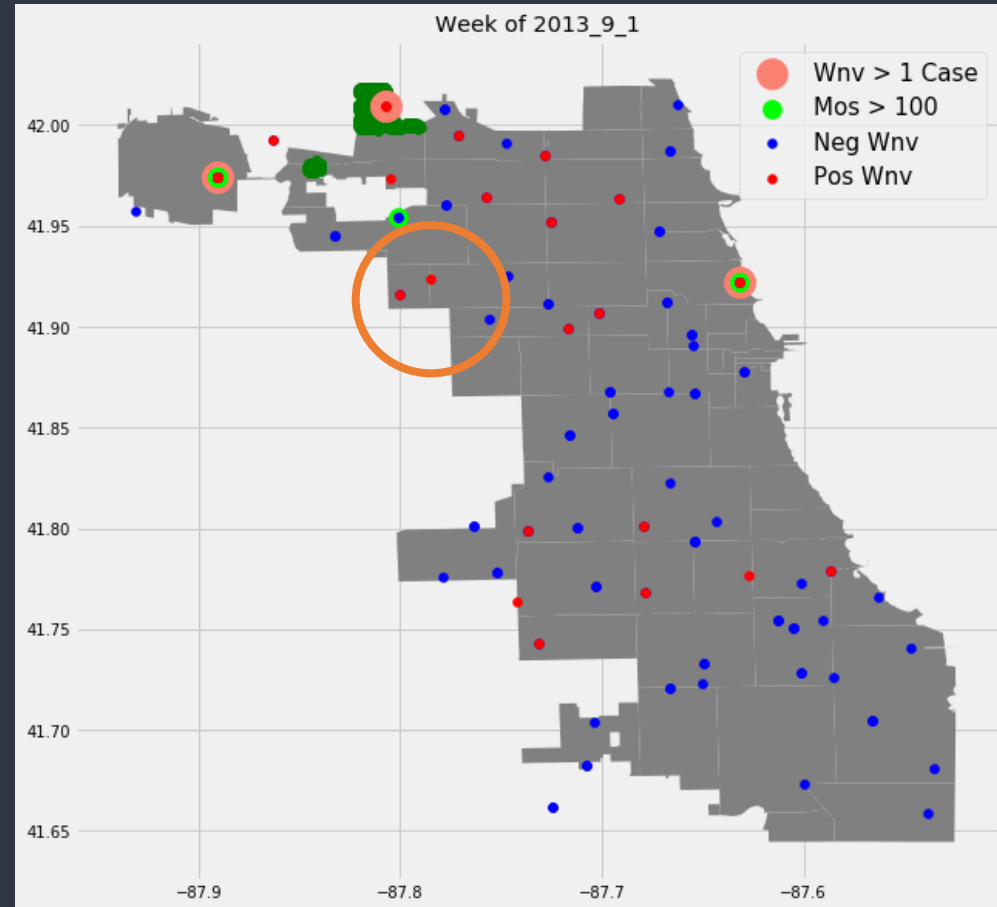 Week of 2013_9_1
Wnv > 1 Case
Mos > 100
Neg Wnv
Pos Wnv
42.00
41.95
41.90
41.85
41.80
41.75
41.70
41.65
−87.9
−87.8
−87.7
−87.6